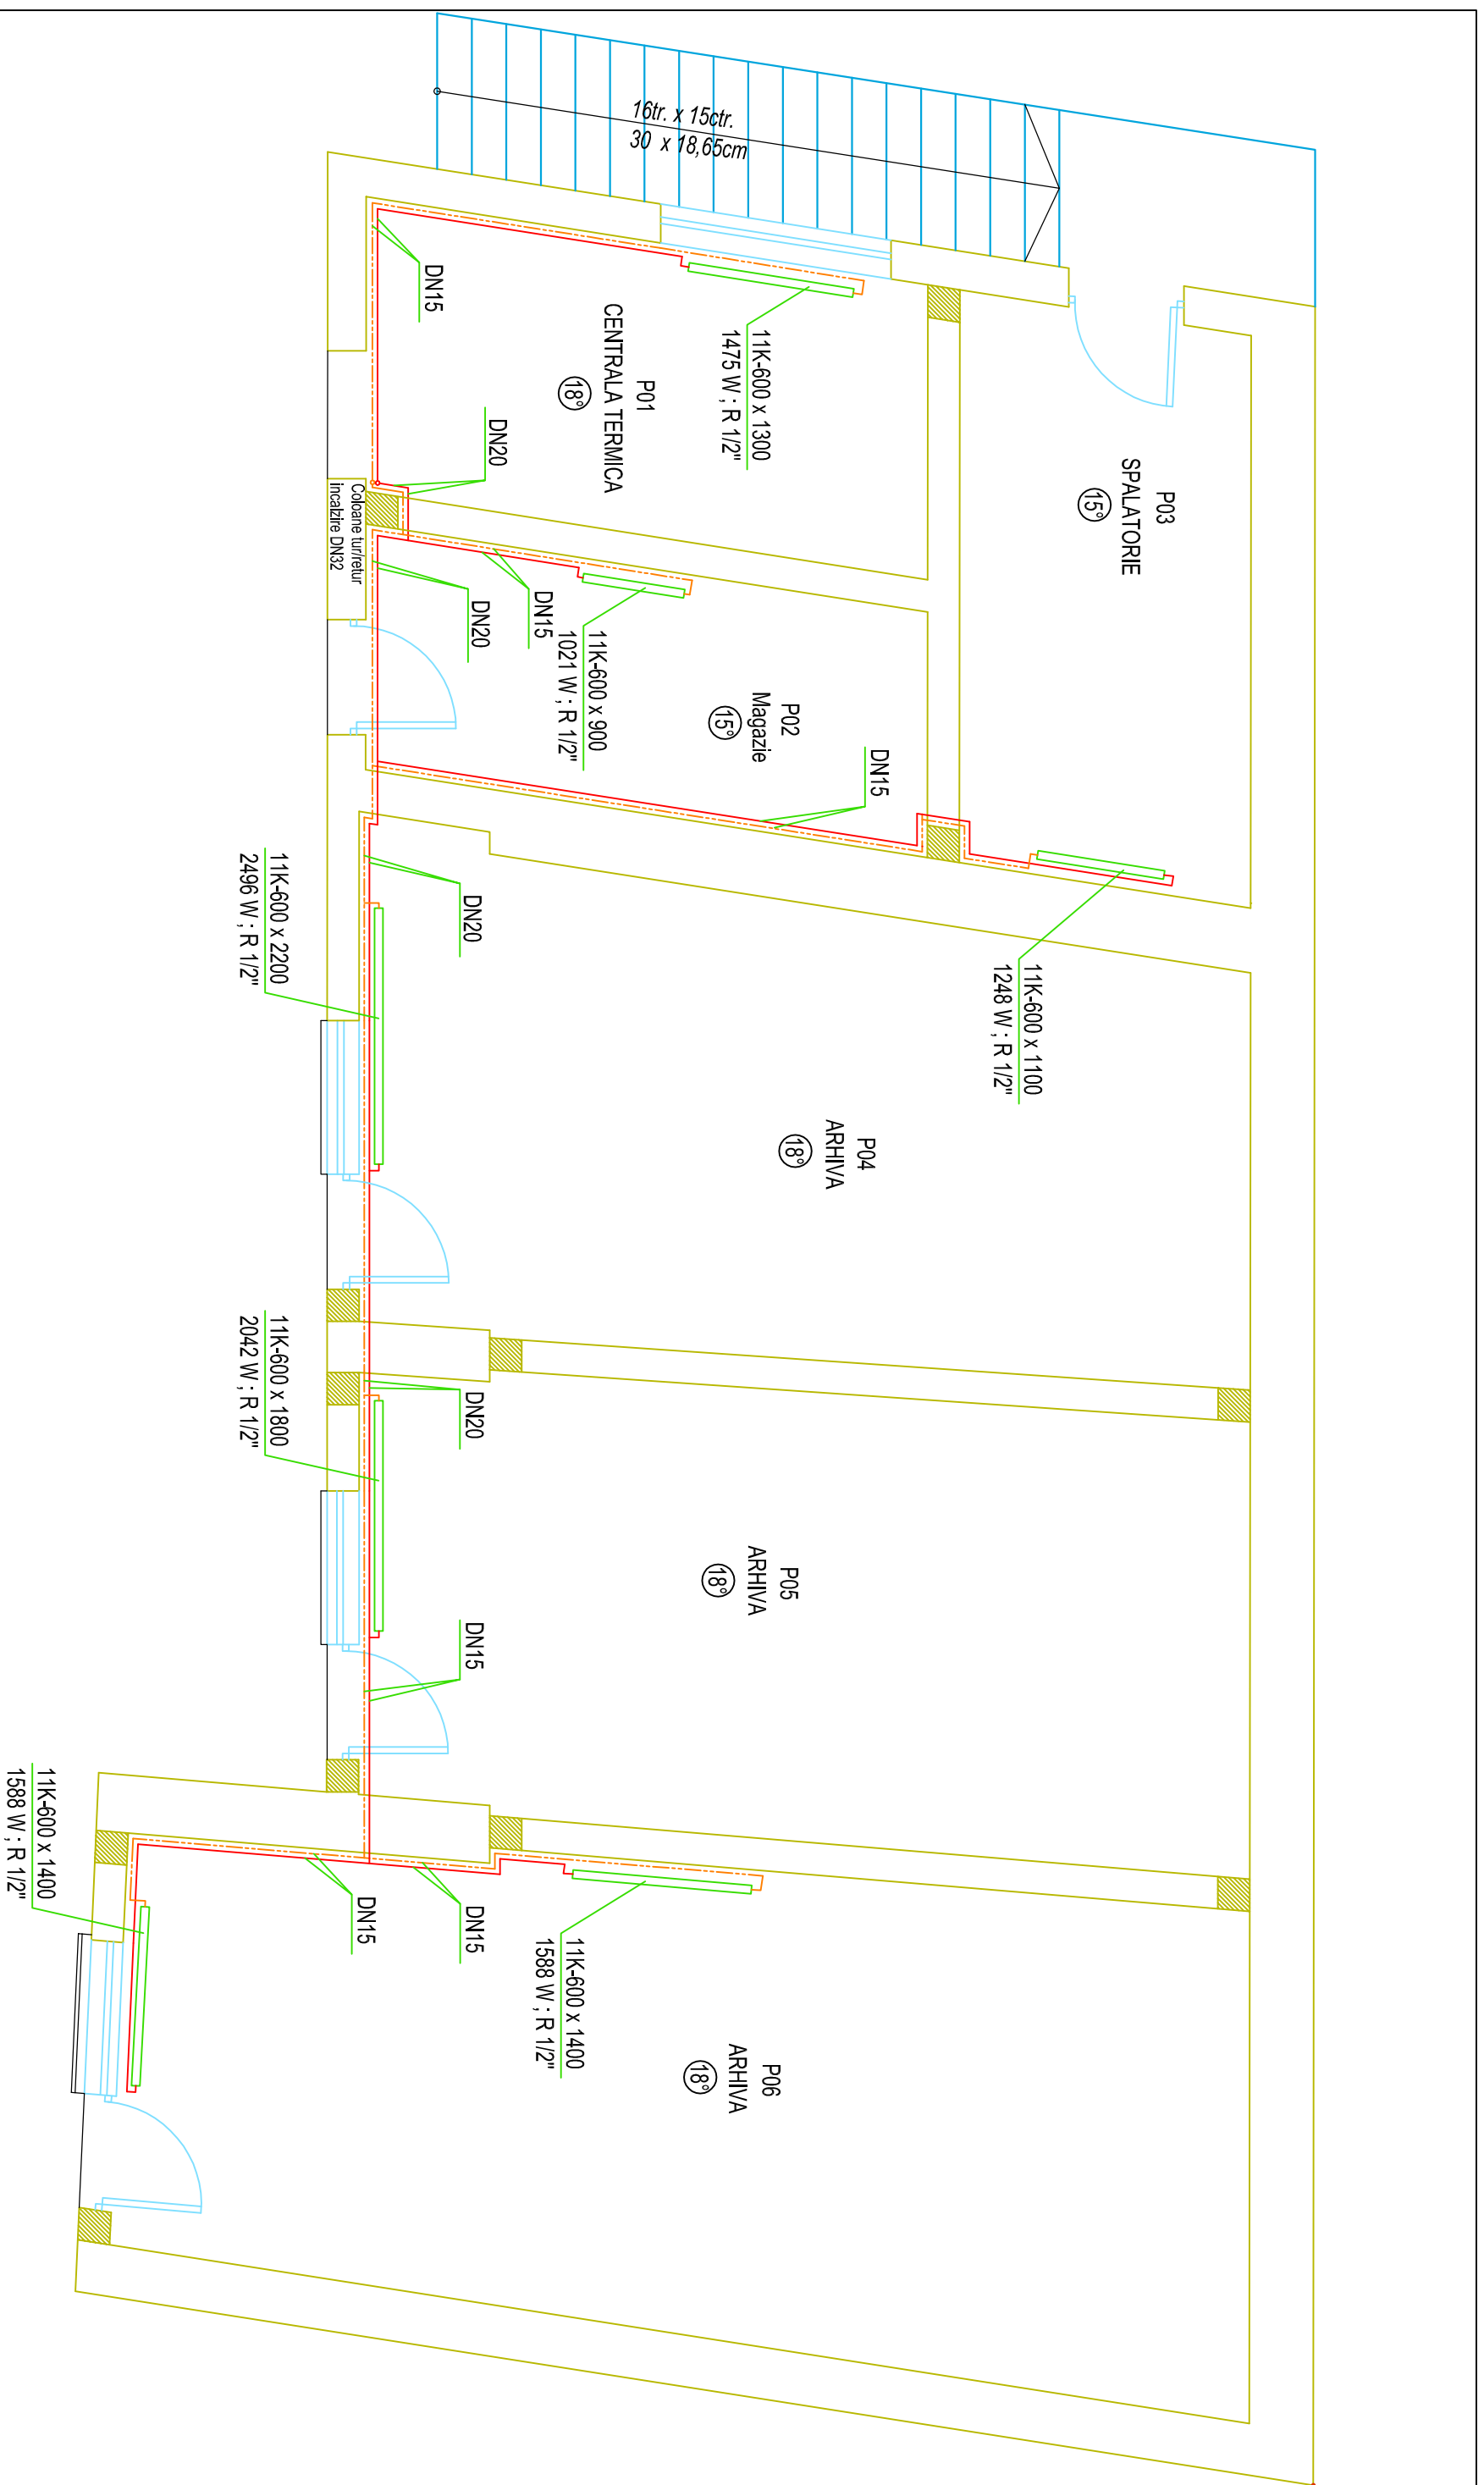 16tr. x 15ctr.
30 x 18,65cm
P03
SPALATORIE
15°
11K-600 x 1300
1475 W ; R 1/2"
P01
CENTRALA TERMICA
18°
DN15
DN20
Coloane tur/retur
incalzire DN32
DN20
DN15
11K-600 x 900
1021 W ; R 1/2"
P02
Magazie
15°
DN15
11K-600 x 1100
1248 W ; R 1/2"
DN20
11K-600 x 2200
2496 W ; R 1/2"
P04
ARHIVA
18°
DN20
11K-600 x 1800
2042 W ; R 1/2"
P05
ARHIVA
18°
DN15
DN15
DN15
11K-600 x 1400
1588 W ; R 1/2"
11K-600 x 1400
1588 W ; R 1/2"
P06
ARHIVA
18°